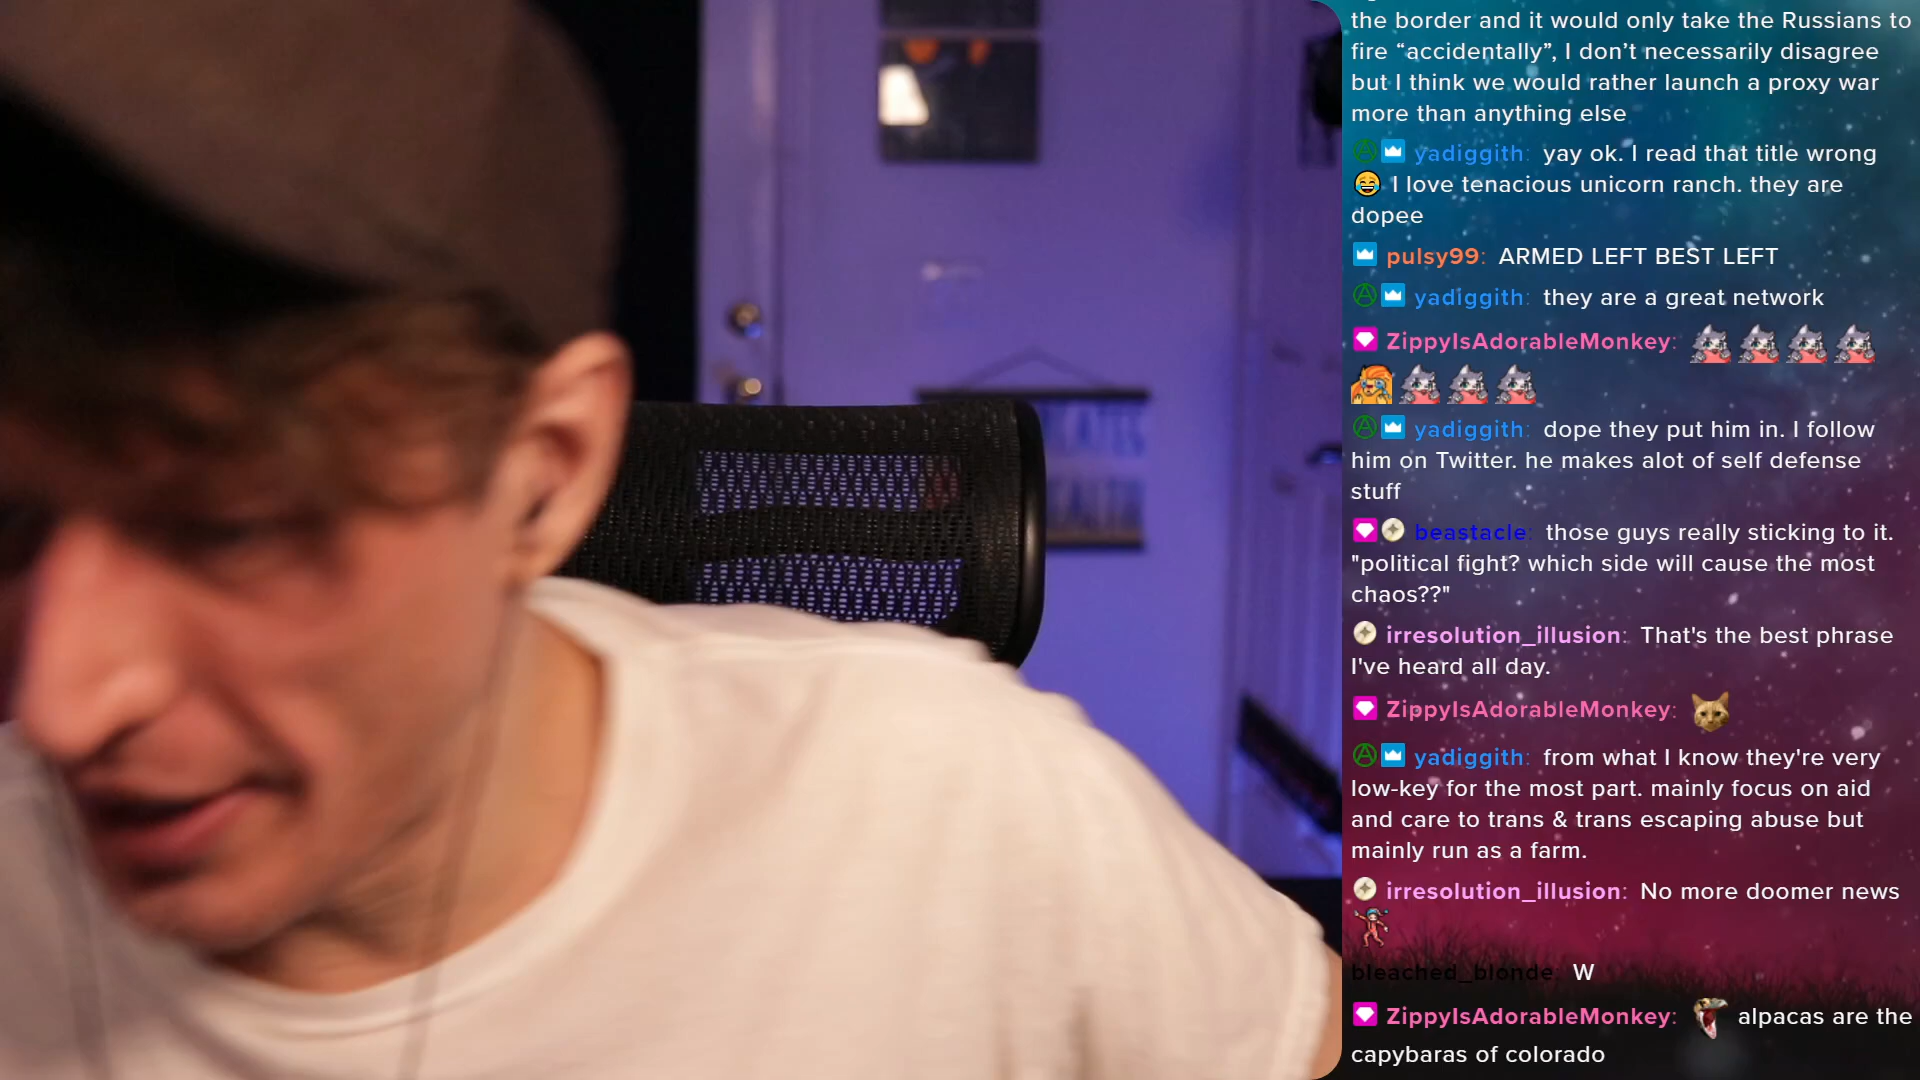 the border and it would only take the Russians to
fire “accidentally”, I don’t necessarily disagree
but I think we would rather launch a proxy war
more than anything else
yadiggith: yay ok. I read that title wrong
I love tenacious unicorn ranch. they are
dopee
pulsy99: ARMED LEFT BEST LEFT
yadiggith: they are a great network
ZippyIsAdorableMonkey:
yadiggith: dope they put him in. I follow
him on Twitter. he makes alot of self defense
stuff
beastacle: those guys really sticking to it.
"political fight? which side will cause the most
chaos??"
irresolution_illusion: That's the best phrase
I've heard all day.
ZippyIsAdorableMonkey:
yadiggith: from what I know they're very
low-key for the most part. mainly focus on aid
and care to trans & trans escaping abuse but
mainly run as a farm.
irresolution_illusion: No more doomer news
bleached_blonde: W
ZippyIsAdorableMonkey: alpacas are the
capybaras of colorado